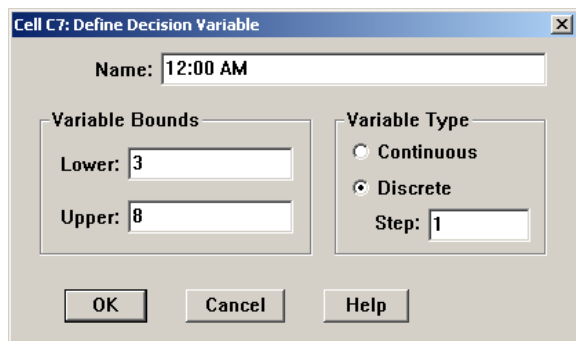 Cell C7: Define Decision Variable
Name: 12:00 AM
Variable Bounds
Lower: 3
Upper: 8
Variable Type
Continuous
Discrete
Step: 1
OK Cancel Help